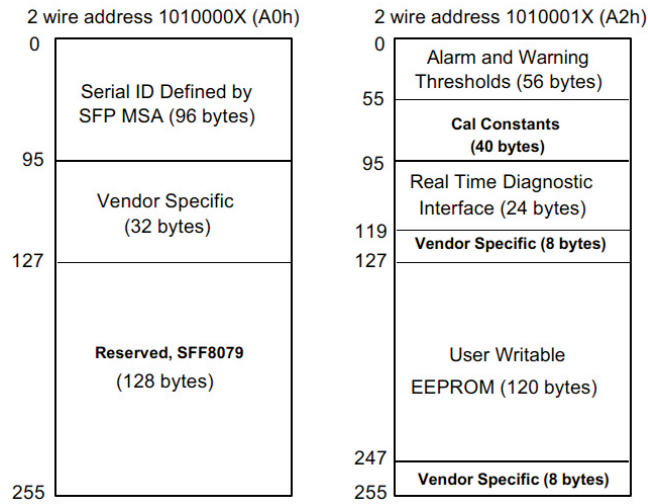 2 wire address 1010000X (A0h)
0
Serial ID Defined by
SFP MSA (96 bytes)
95
Vendor Specific
(32 bytes)
127
Reserved, SFF8079
(128 bytes)
255
2 wire address 1010001X (A2h)
0
Alarm and Warning
Thresholds (56 bytes)
55
Cal Constants
(40 bytes)
95
Real Time Diagnostic
Interface (24 bytes)
119
Vendor Specific (8 bytes)
127
User Writable
EEPROM (120 bytes)
247
Vendor Specific (8 bytes)
255